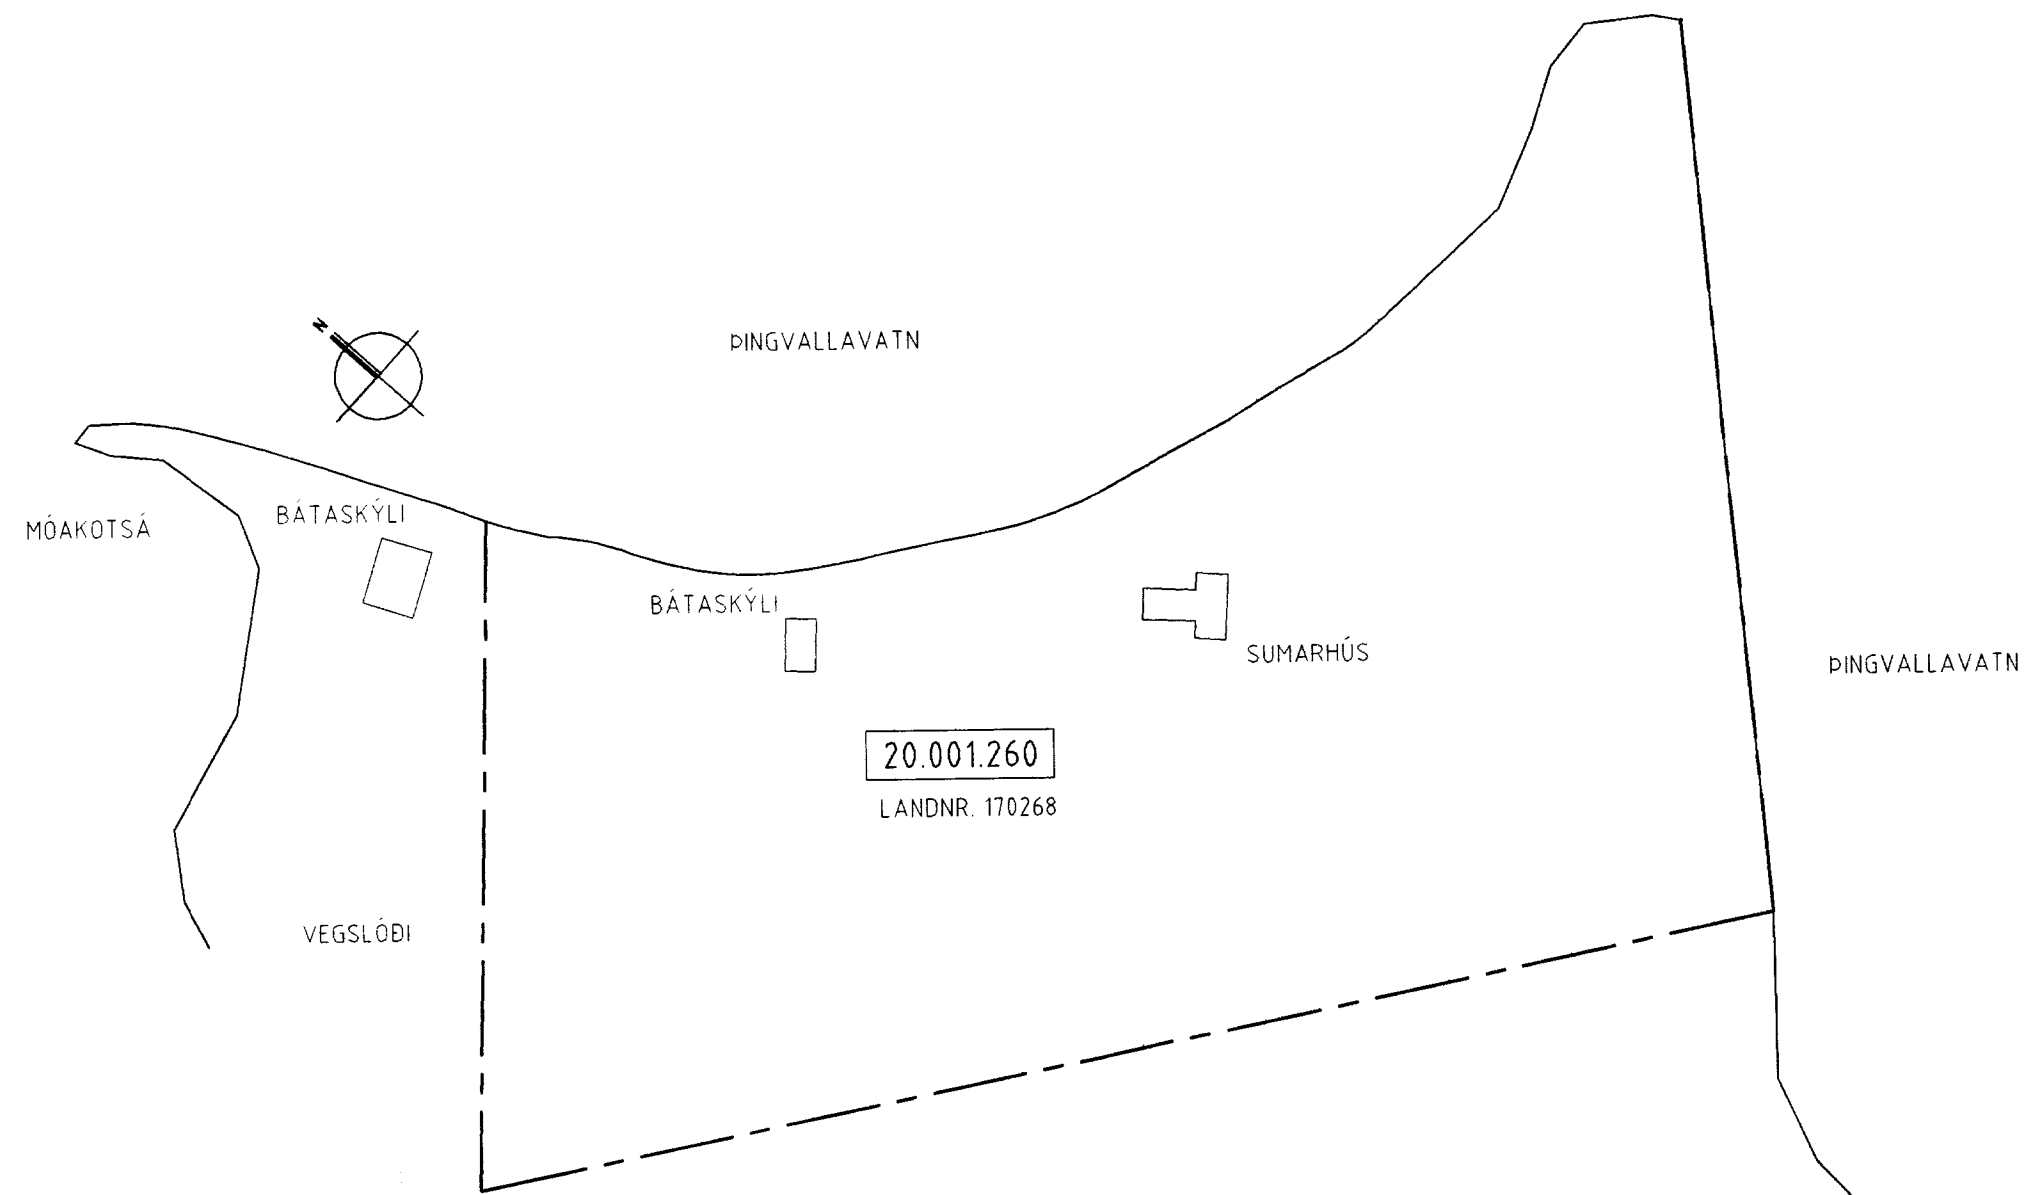 N
ÞINGVALLAVATN
MÓAKOTSÁ
BÁTASKÝLI
BÁTASKÝLI
SUMARHÚS
ÞINGVALLAVATN
20.001.260
LANDNR. 170268
VEGSLÓÐI